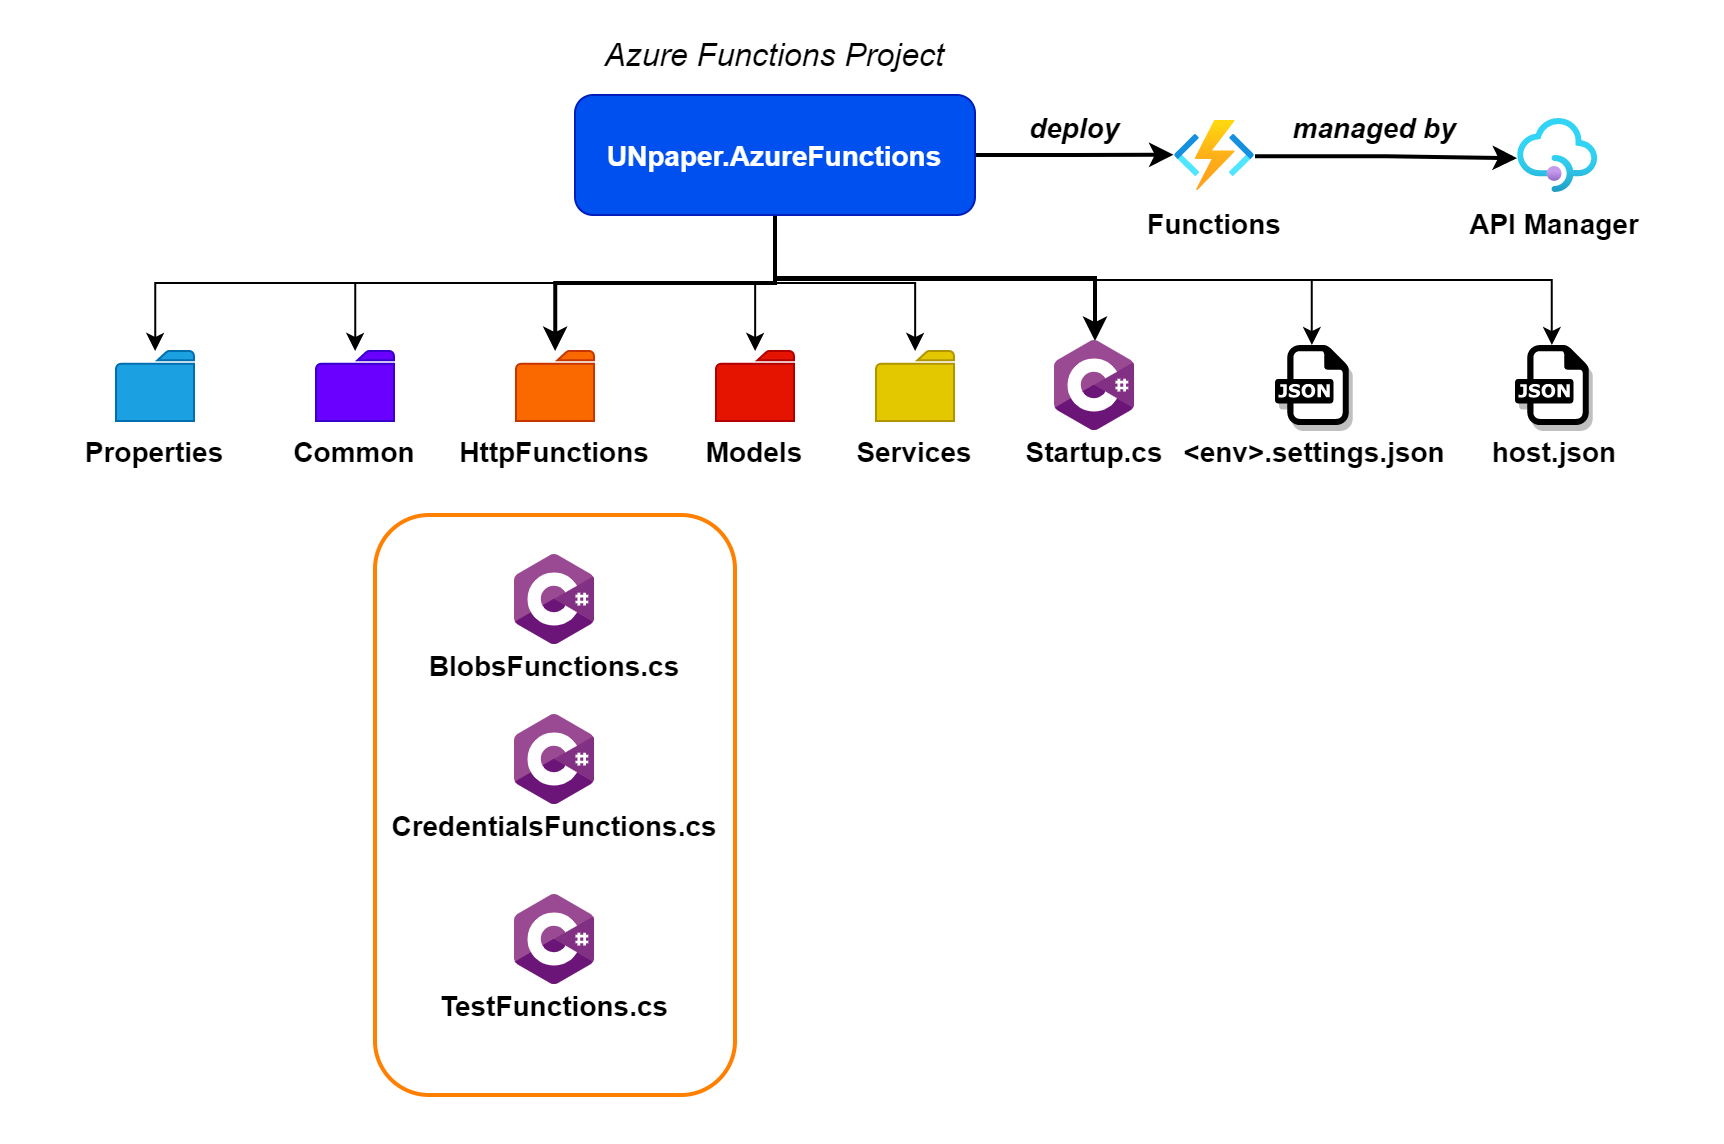 Azure Functions Project
UNpaper.AzureFunctions
deploy
managed by
Functions
API Manager
JSON
JSON
Properties
Common
HttpFunctions
Models
Services
Startup.cs
<env>.settings.json
host.json
BlobsFunctions.cs
CredentialsFunctions.cs
TestFunctions.cs